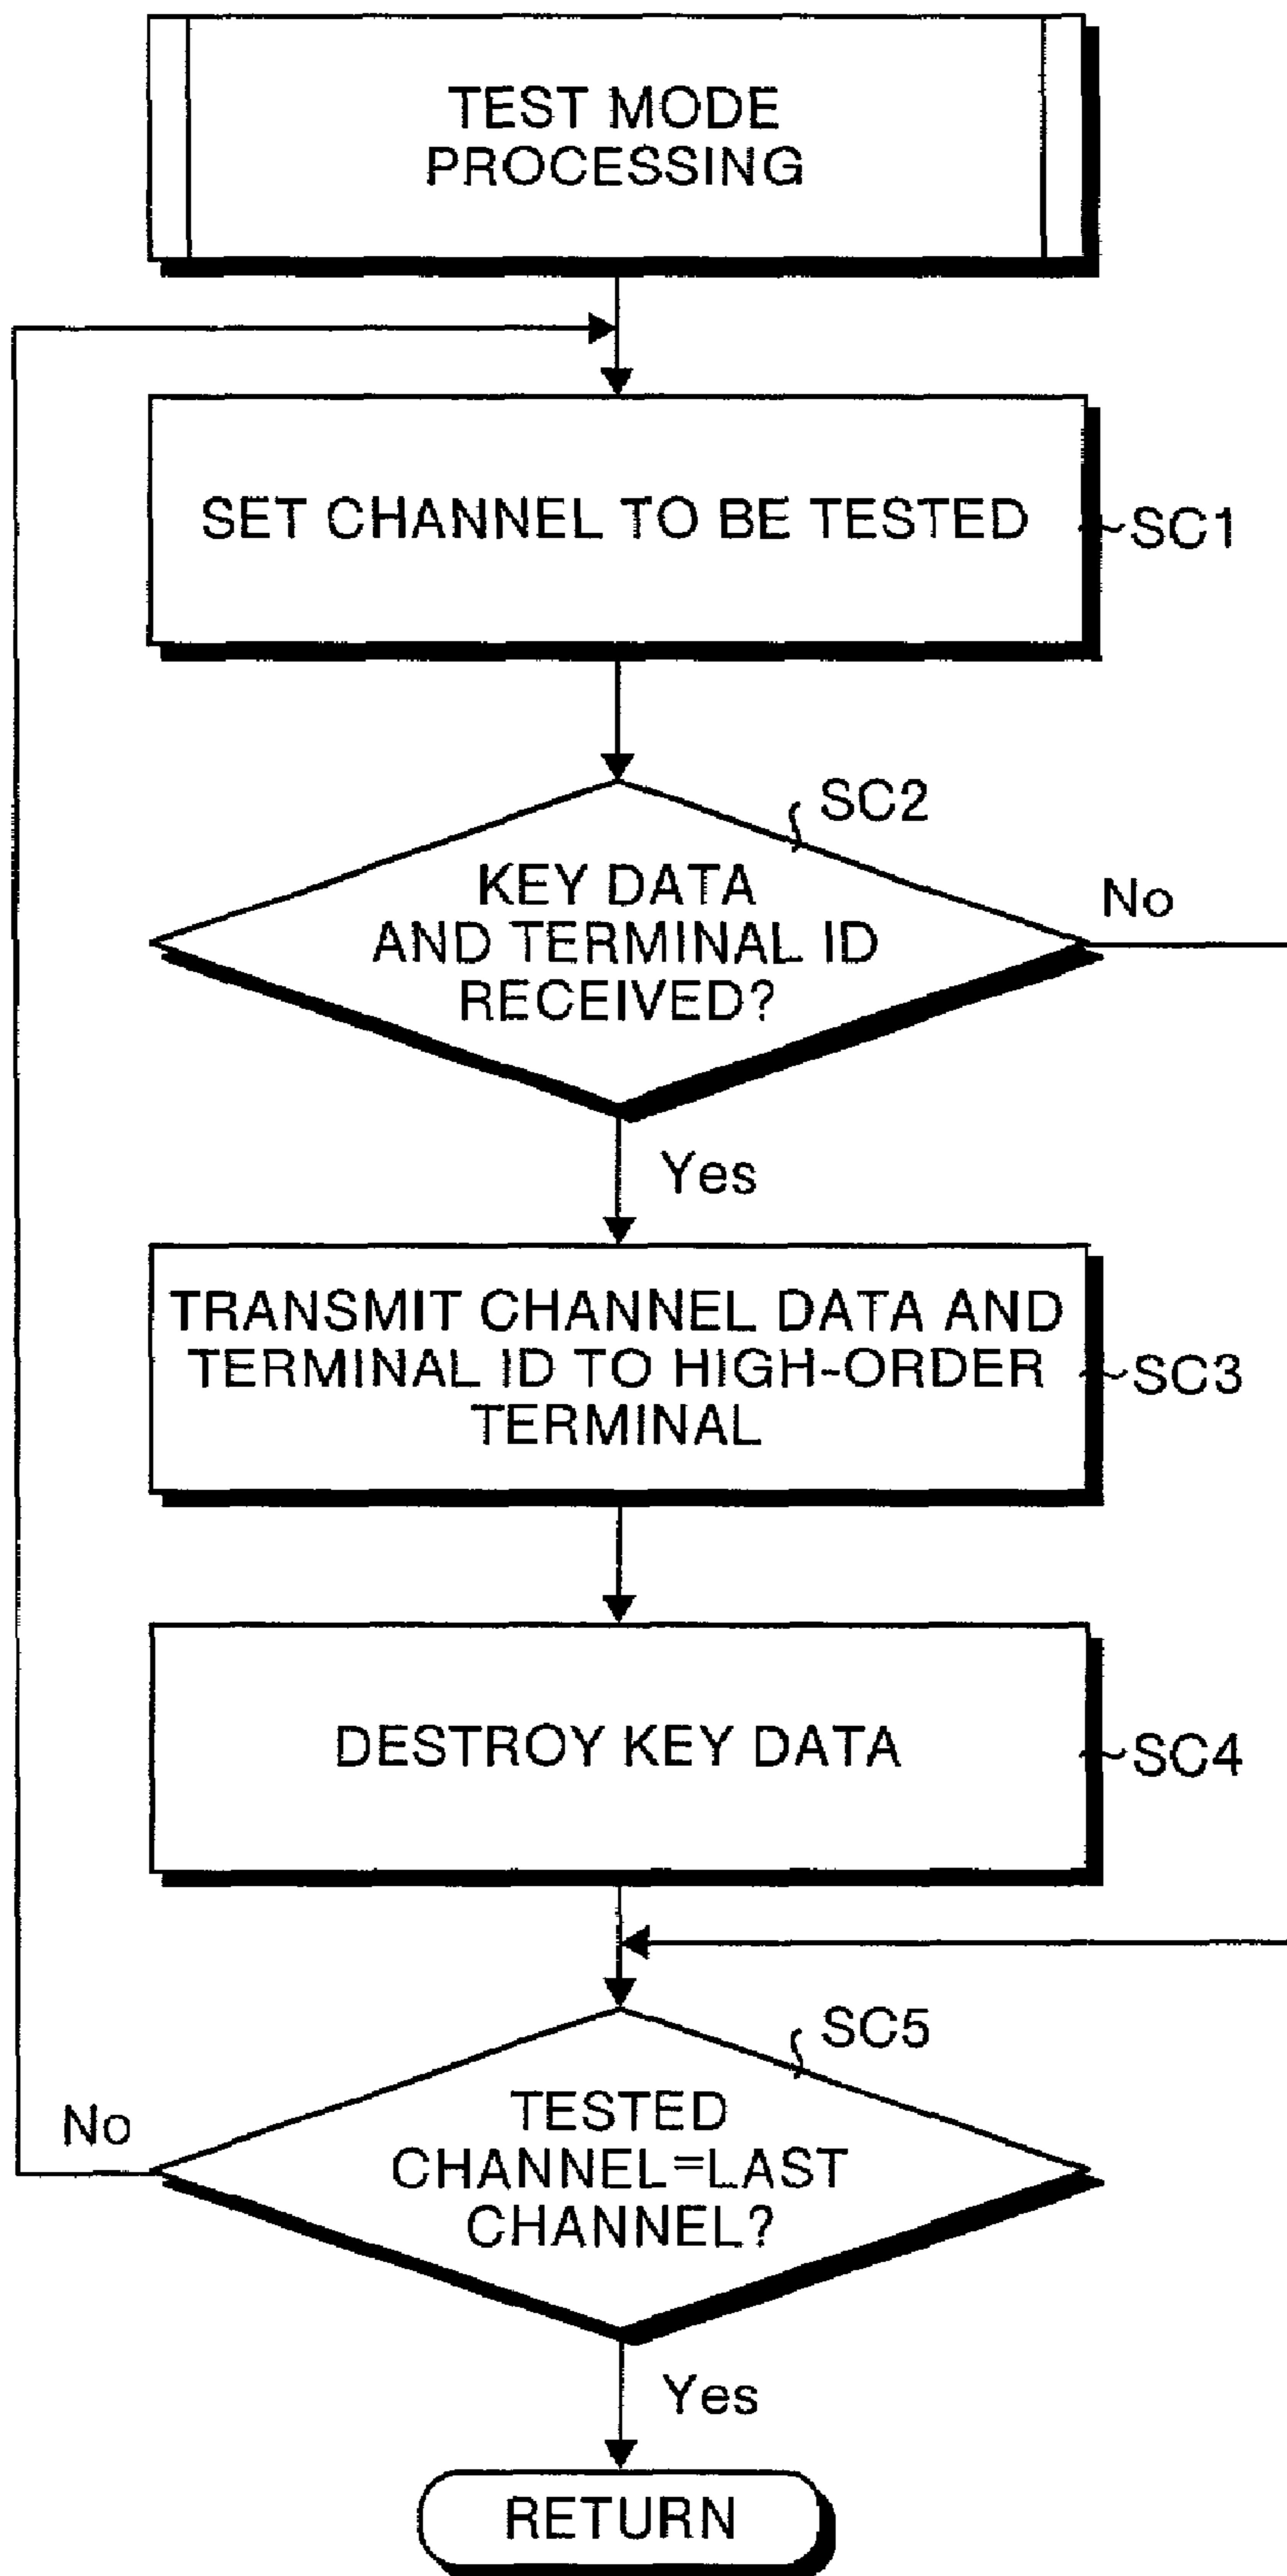 TEST MODE
PROCESSING
SET CHANNEL TO BE TESTED
SC1
SC2
KEY DATA
AND TERMINAL ID
RECEIVED?
No
Yes
TRANSMIT CHANNEL DATA AND
TERMINAL ID TO HIGH-ORDER
TERMINAL
SC3
DESTROY KEY DATA
SC4
SC5
TESTED
CHANNEL=LAST
CHANNEL?
No
Yes
RETURN